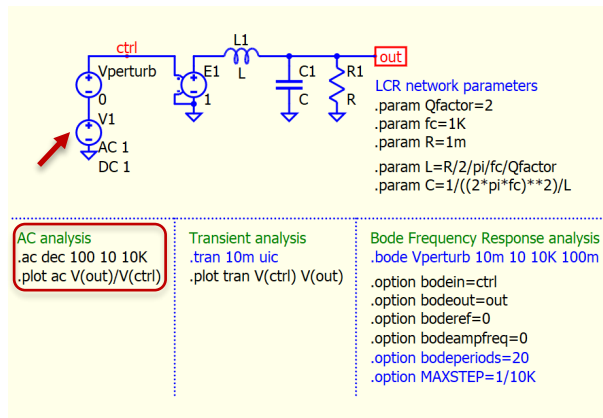 ctrl
Vperturb
0
V1
AC 1
DC 1
E1
1
L1
L
C1
C
R1
R
out
LCR network parameters
.param Qfactor=2
.param fc=1K
.param R=1m
.param L=R/2/pi/fc/Qfactor
.param C=1/((2*pi*fc)**2)/L
AC analysis
.ac dec 100 10 10K
.plot ac V(out)/V(ctrl)
Transient analysis
.tran 10m uic
.plot tran V(ctrl) V(out)
Bode Frequency Response analysis
.bode Vperturb 10m 10 10K 100m
.option bodein=ctrl
.option bodeout=out
.option boderef=0
.option bodeampfreq=0
.option bodeperiods=20
.option MAXSTEP=1/10K